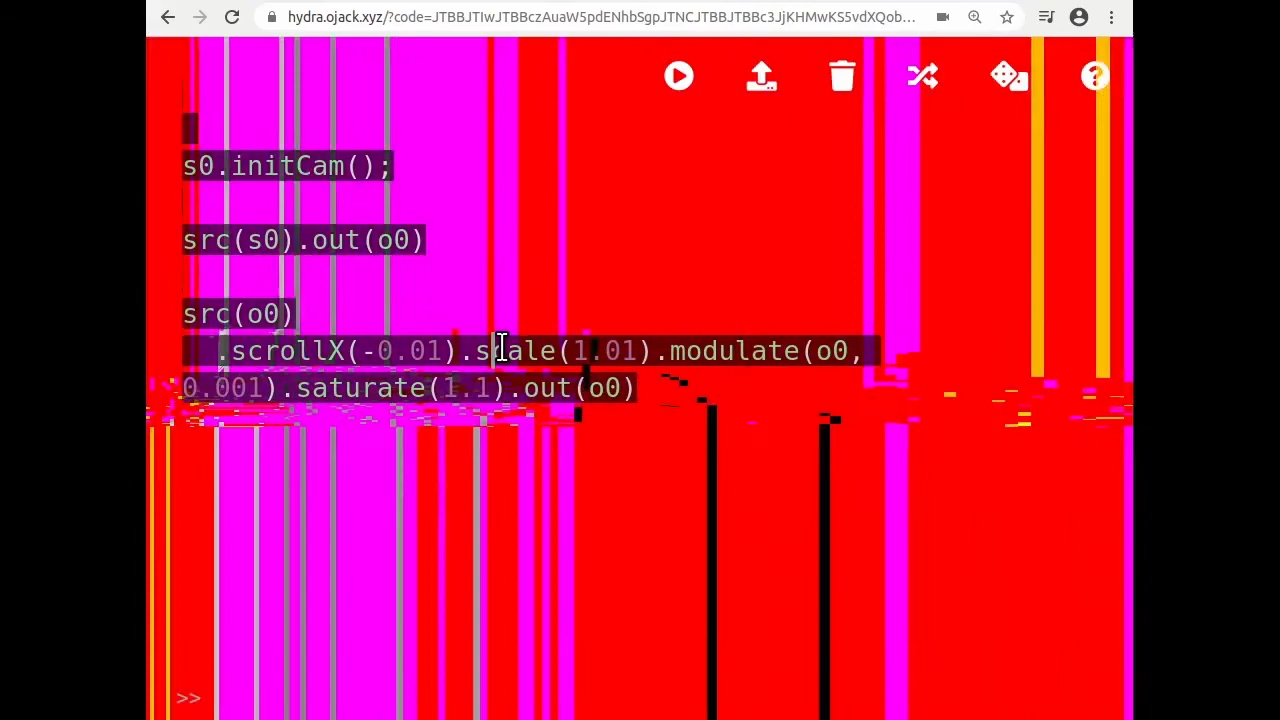 hydra.ojack.xyz/?code=JTBBJTIwJTBBczAuaW5pdENhbSgpJTNCJTBBJTBBc3JjKHMwKS5vdXQob…
s0.initCam();
src(s0).out(o0)
src(o0)
.scrollX(-0.01).scale(1.01).modulate(o0,
0.001).saturate(1.1).out(o0)
>>